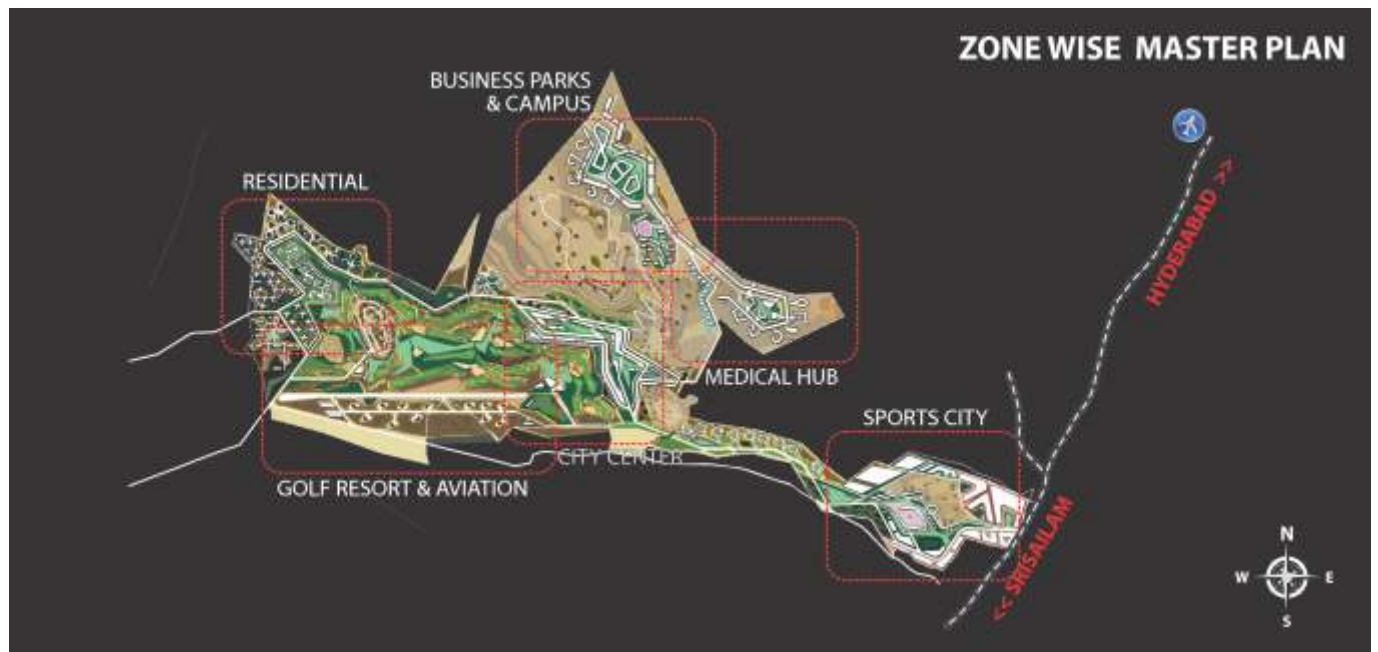 ZONE WISE MASTER PLAN
BUSINESS PARKS
& CAMPUS
RESIDENTIAL
HYDERABAD >>
MEDICAL HUB
SPORTS CITY
CITY CENTER
GOLF RESORT & AVIATION
<< SRISAILAM
N
W E
S